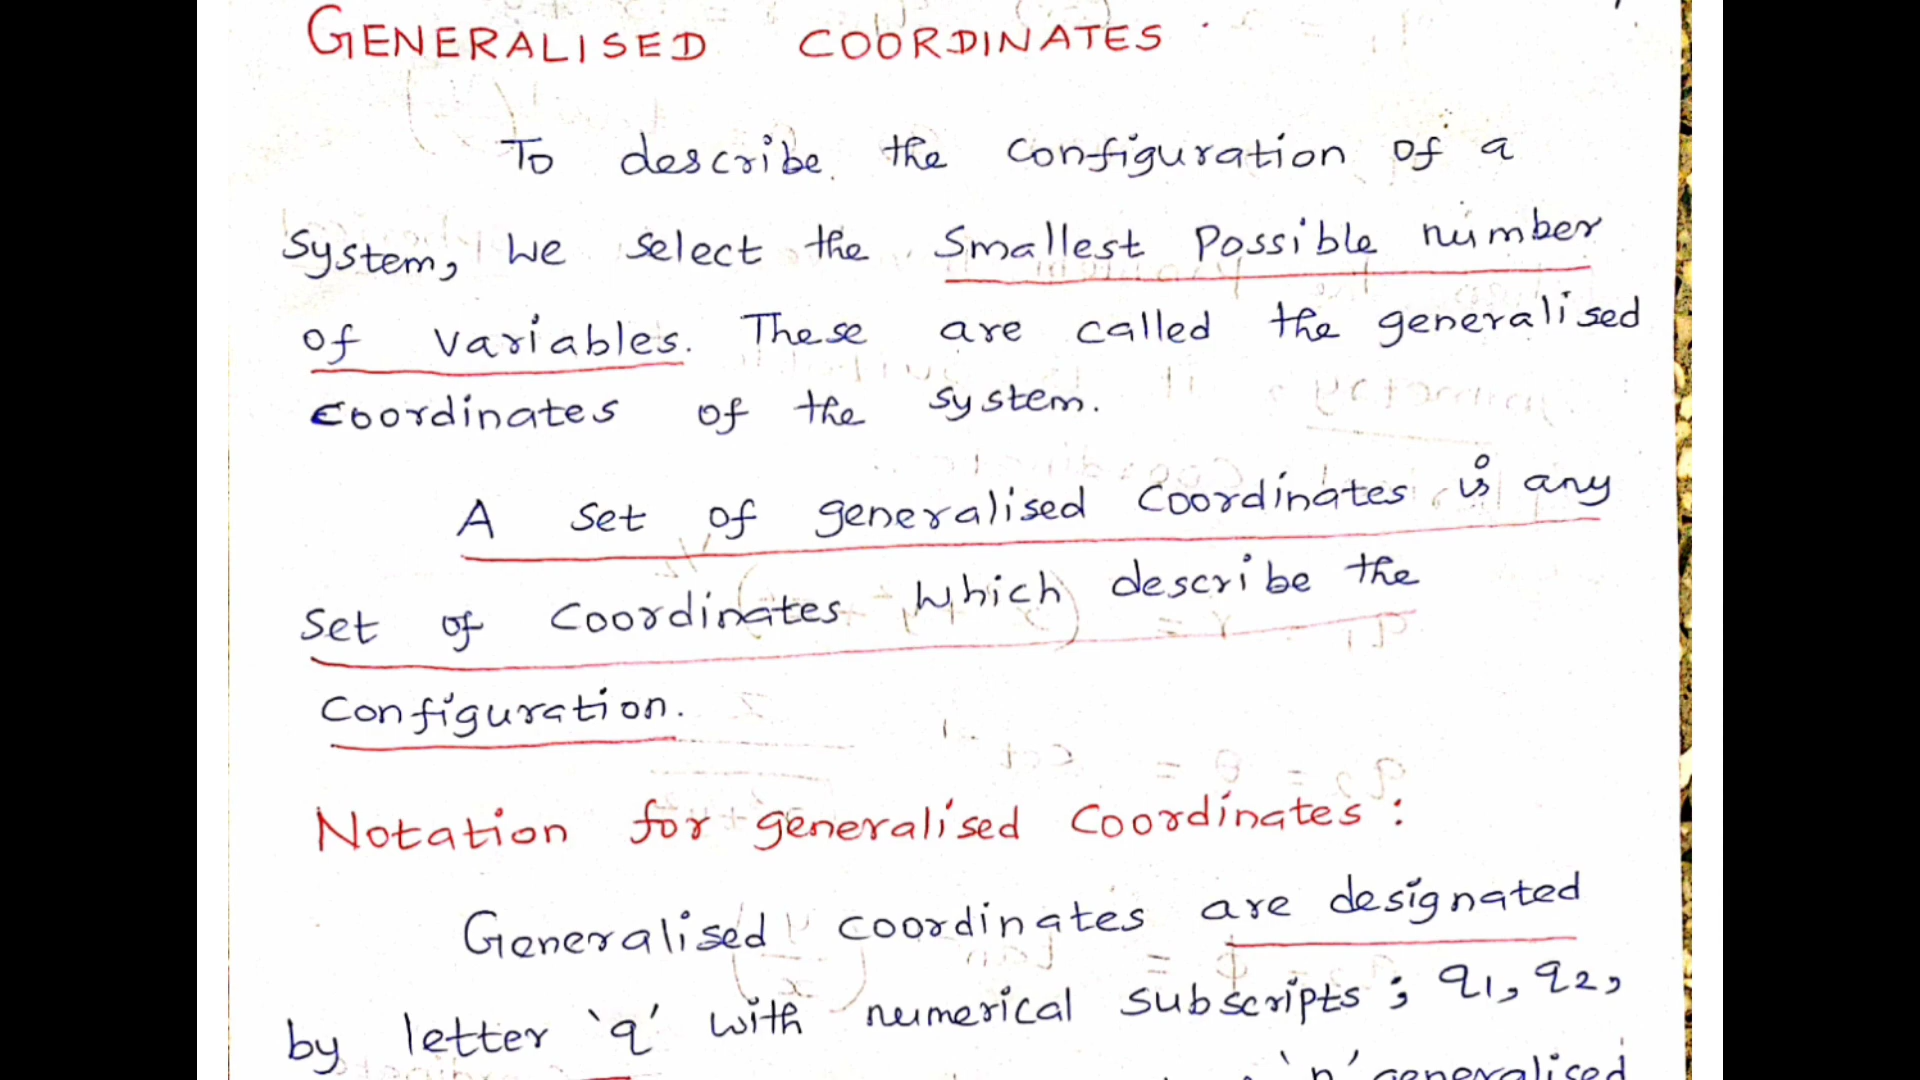 GENERALISED COORDINATES
To describe the configuration of a
system, we select the smallest possible number
of variables. These are called the generalised
coordinates of the system.
A set of generalised coordinates is any
set of coordinates which describe the
configuration.
Notation for generalised coordinates:
Generalised coordinates are designated
by letter 'q' with numerical subscripts; q1, q2,
'n' generalised